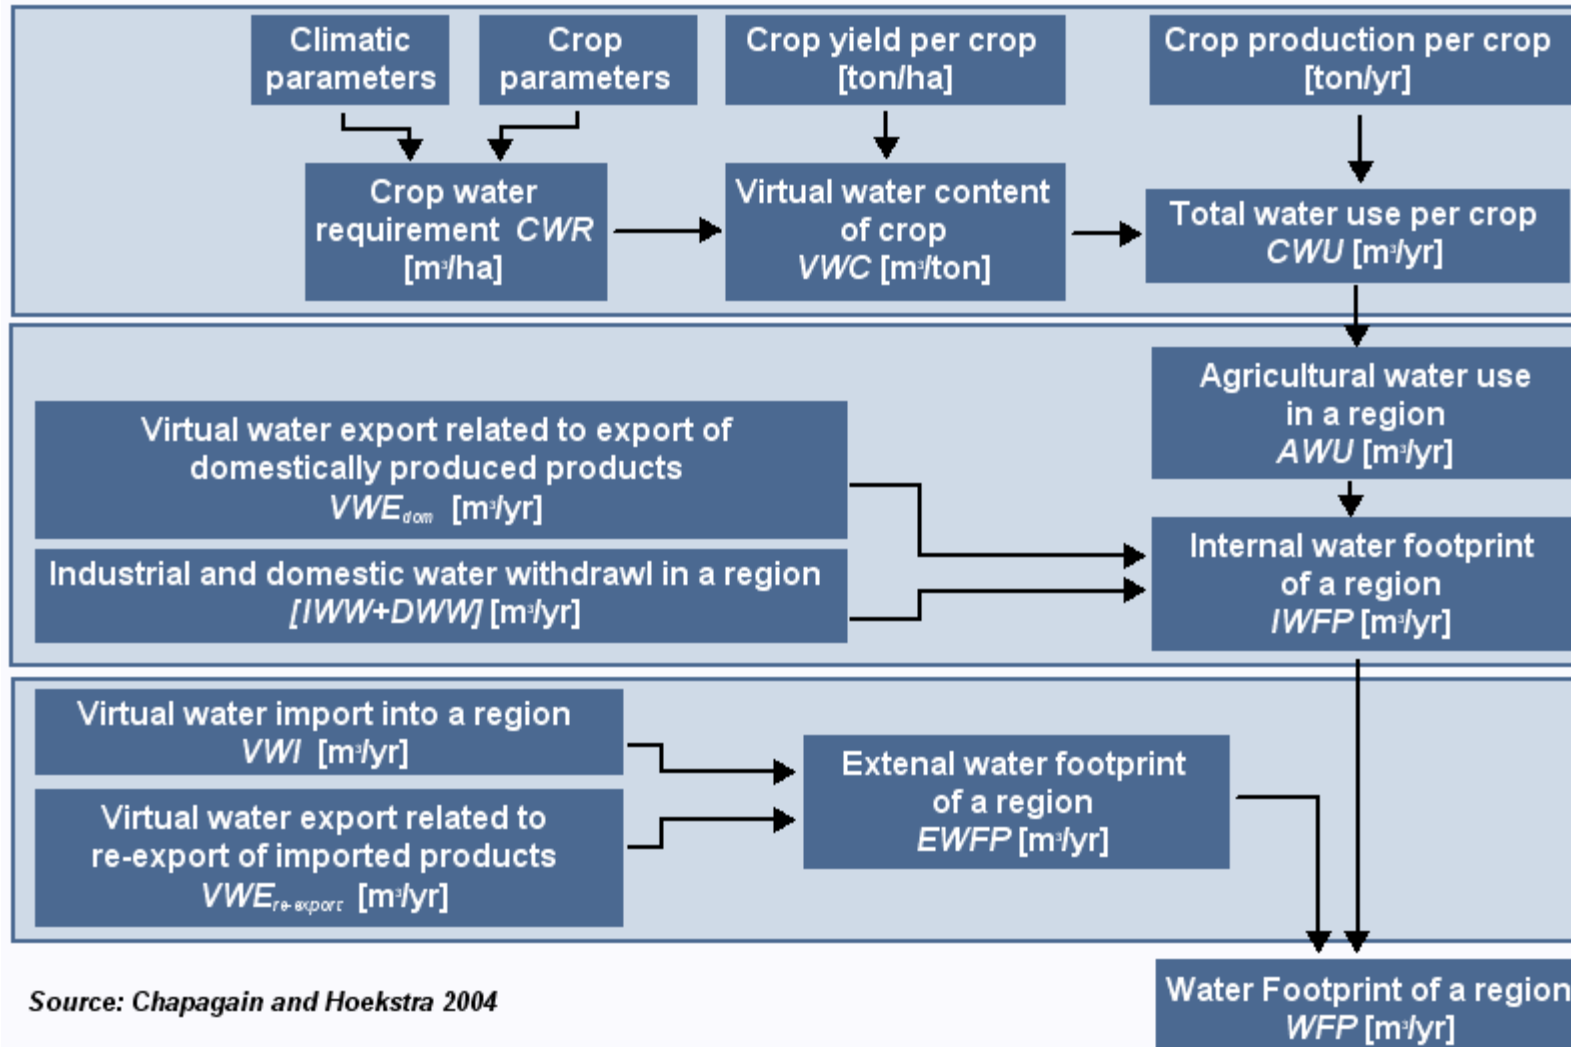 Climatic
parameters
Crop
parameters
Crop yield per crop
[ton/ha]
Crop production per crop
[ton/yr]
Crop water
requirement CWR
[m³/ha]
Virtual water content
of crop
VWC [m³/ton]
Total water use per crop
CWU [m³/yr]
Agricultural water use
in a region
AWU [m³/yr]
Virtual water export related to export of
domestically produced products
VWE dom [m³/yr]
Industrial and domestic water withdrawl in a region
[IWW+DWW] [m³/yr]
Internal water footprint
of a region
IWFP [m³/yr]
Virtual water import into a region
VWI [m³/yr]
Virtual water export related to
re-export of imported products
VWE re-export [m³/yr]
Extenal water footprint
of a region
EWFP [m³/yr]
Water Footprint of a region
WFP [m³/yr]
Source: Chapagain and Hoekstra 2004